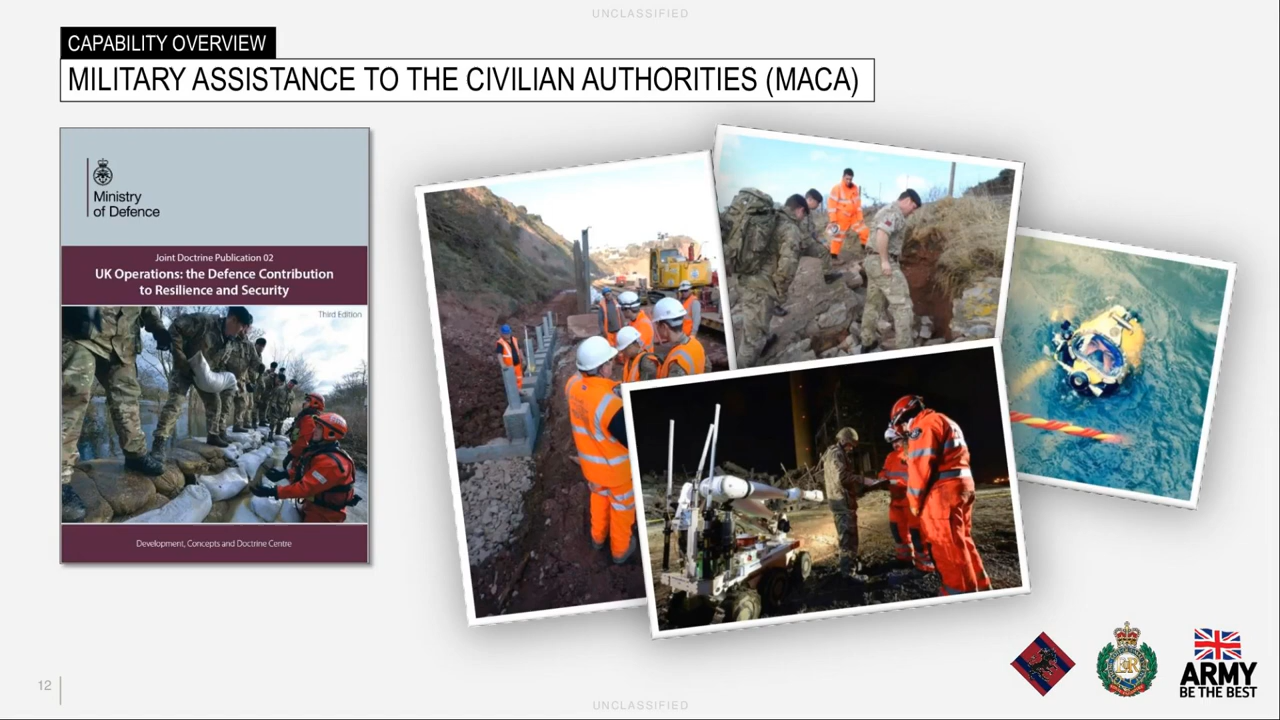 UNCLASSIFIED
CAPABILITY OVERVIEW
MILITARY ASSISTANCE TO THE CIVILIAN AUTHORITIES (MACA)
Ministry
of Defence
Joint Doctrine Publication 02
UK Operations: the Defence Contribution
to Resilience and Security
Third Edition
Development, Concepts and Doctrine Centre
E R
ARMY
BE THE BEST
12
UNCLASSIFIED